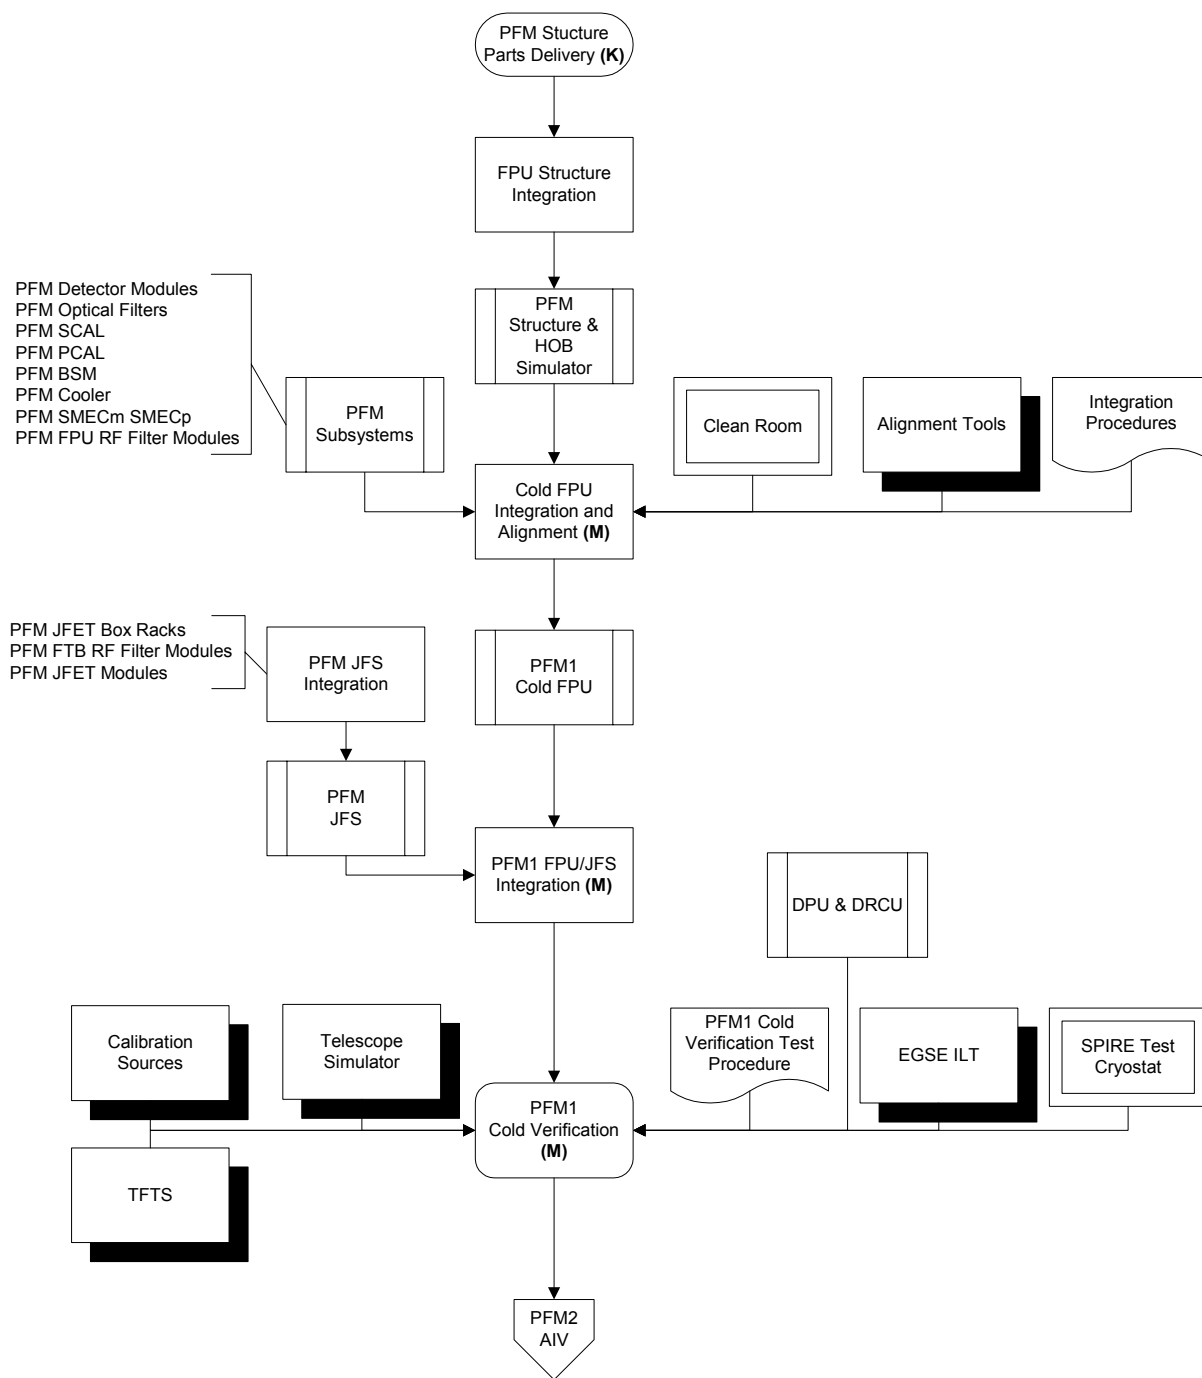 PFM Stucture
Parts Delivery (K)
FPU Structure
Integration
PFM
Structure &
HOB
Simulator
PFM Detector Modules
PFM Optical Filters
PFM SCAL
PFM PCAL
PFM BSM
PFM Cooler
PFM SMECm SMECp
PFM FPU RF Filter Modules
PFM
Subsystems
Clean Room
Alignment Tools
Integration
Procedures
Cold FPU
Integration and
Alignment (M)
PFM JFET Box Racks
PFM FTB RF Filter Modules
PFM JFET Modules
PFM JFS
Integration
PFM1
Cold FPU
PFM
JFS
PFM1 FPU/JFS
Integration (M)
DPU & DRCU
Calibration
Sources
Telescope
Simulator
PFM1 Cold
Verification Test
Procedure
EGSE ILT
SPIRE Test
Cryostat
PFM1
Cold Verification
(M)
TFTS
PFM2
AIV